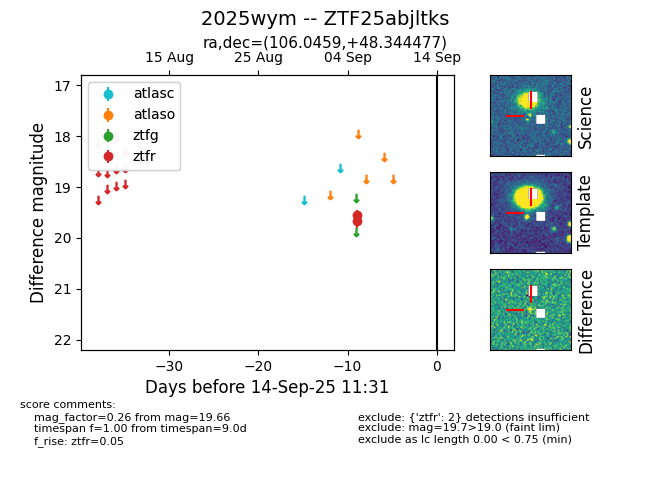 2025wym -- ZTF25abjltks
ra,dec=(106.0459,+48.344477)
15 Aug
25 Aug
04 Sep
14 Sep
17
18
19
20
21
22
Difference magnitude
atlasc
atlaso
ztfg
ztfr
−30
−20
−10
0
Days before 14-Sep-25 11:31
Science
Template
Difference
score comments:
mag_factor=0.26 from mag=19.66
timespan f=1.00 from timespan=9.0d
f_rise: ztfr=0.05
exclude: {'ztfr': 2} detections insufficient
exclude: mag=19.7>19.0 (faint lim)
exclude as lc length 0.00 < 0.75 (min)